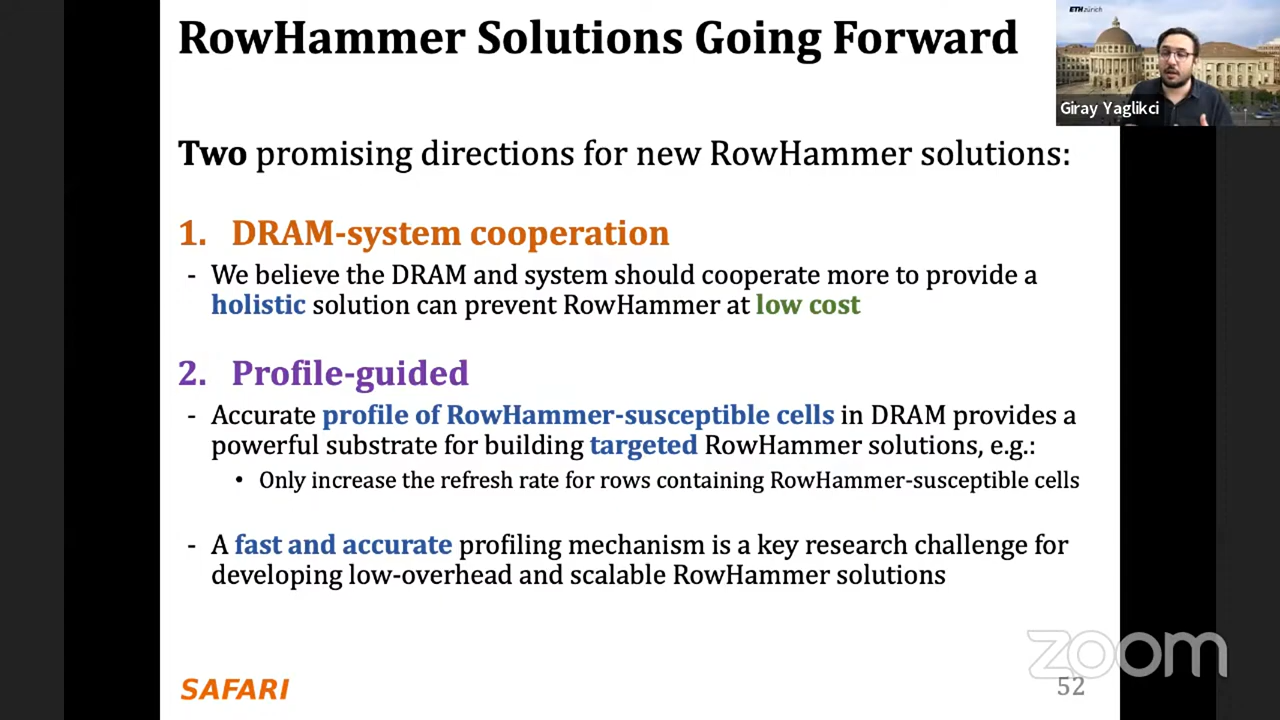 RowHammer Solutions Going Forward
ETH zürich
Giray Yaglikci
Two promising directions for new RowHammer solutions:
1. DRAM-system cooperation
- We believe the DRAM and system should cooperate more to provide a
holistic solution can prevent RowHammer at low cost
2. Profile-guided
- Accurate profile of RowHammer-susceptible cells in DRAM provides a
powerful substrate for building targeted RowHammer solutions, e.g.:
• Only increase the refresh rate for rows containing RowHammer-susceptible cells
- A fast and accurate profiling mechanism is a key research challenge for
developing low-overhead and scalable RowHammer solutions
zoom
SAFARI
52